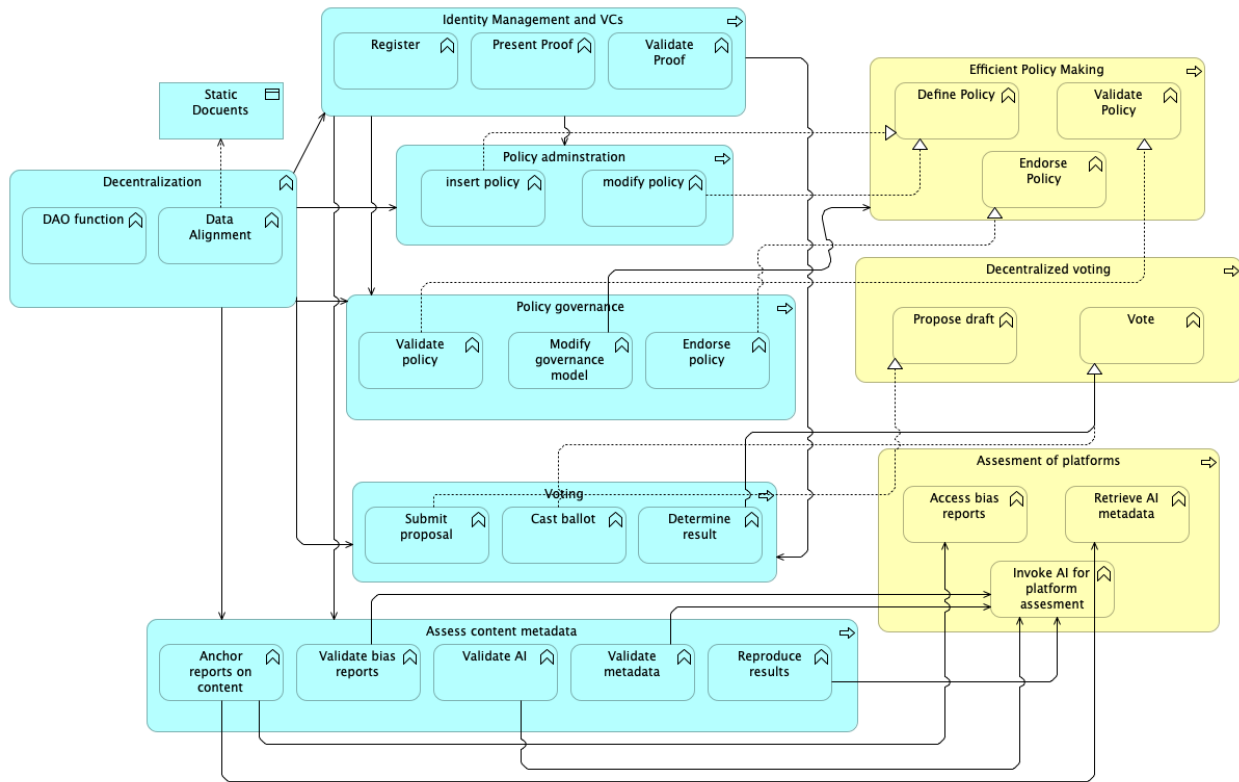 Identity Management and VCs
Register
Present Proof
Validate
Proof
Static
Docuents
Efficient Policy Making
Define Policy
Validate
Policy
Endorse
Policy
Policy adminstration
insert policy
modify policy
Decentralization
DAO function
Data
Alignment
Decentralized voting
Propose draft
Vote
Policy governance
Validate
policy
Modify
governance
model
Endorse
policy
Assesment of platforms
Access bias
reports
Retrieve AI
metadata
Invoke AI for
platform
assesment
Voting
Submit
proposal
Cast ballot
Determine
result
Assess content metadata
Anchor
reports on
content
Validate bias
reports
Validate AI
Validate
metadata
Reproduce
results